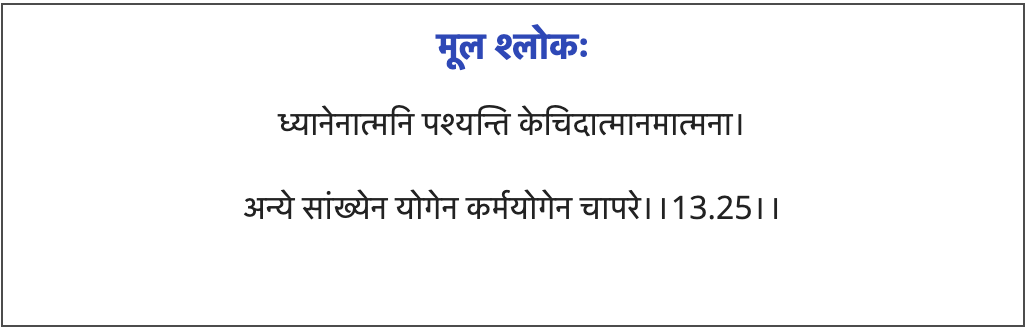 मूल श्लोकः
ध्यानेनात्मनि पश्यन्ति केचिदात्मानमात्मना।
अन्ये सांख्येन योगेन कर्मयोगेन चापरे।।13.25।।